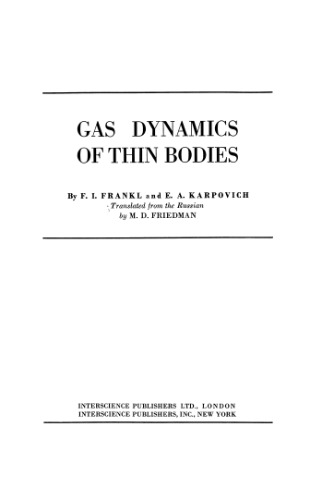 GAS DYNAMICS
OF THIN BODIES
By F. I. FRANKL and E. A. KARPOVICH
Translated from the Russian
by M. D. FRIEDMAN
INTERSCIENCE PUBLISHERS LTD., LONDON
INTERSCIENCE PUBLISHERS, INC., NEW YORK